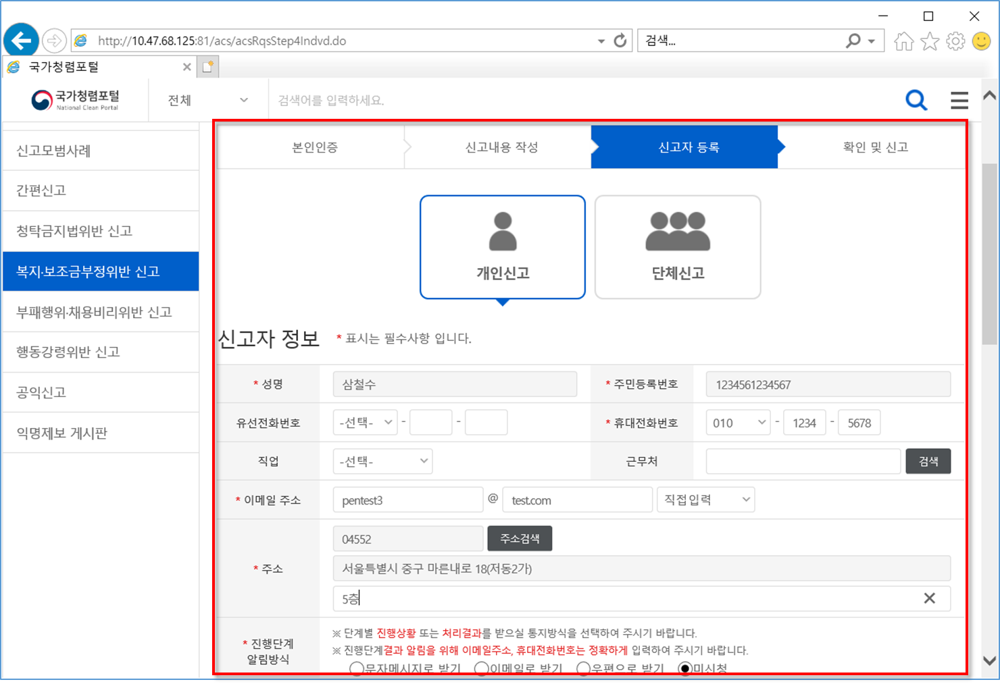 http://10.47.68.125:81/acs/acsRqsStep4Indvd.do
검색...
국가청렴포털
국가청렴포털
National Clean Portal
전체
검색어를 입력하세요.
신고모범사례
간편신고
청탁금지법위반 신고
복지·보조금부정위반 신고
부패행위·채용비리위반 신고
행동강령위반 신고
공익신고
익명제보 게시판
본인인증
신고내용 작성
신고자 등록
확인 및 신고
개인신고
단체신고
신고자 정보 * 표시는 필수사항 입니다.
* 성명 삼철수 * 주민등록번호 1234561234567
유선전화번호 -선택- - - * 휴대전화번호 010 - 1234 - 5678
직업 -선택- 근무처 검색
* 이메일 주소 pentest3 @ test.com 직접입력
* 주소
04552 주소검색
서울특별시 중구 마른내로 18(저동2가)
5층
* 진행단계
알림방식
※ 단계별 진행상황 또는 처리결과를 받으실 통지방식을 선택하여 주시기 바랍니다.
※ 진행단계결과 알림을 위해 이메일주소, 휴대전화번호는 정확하게 입력하여 주시기 바랍니다.
문자메시지로 받기 이메일로 받기 우편으로 받기 미신청